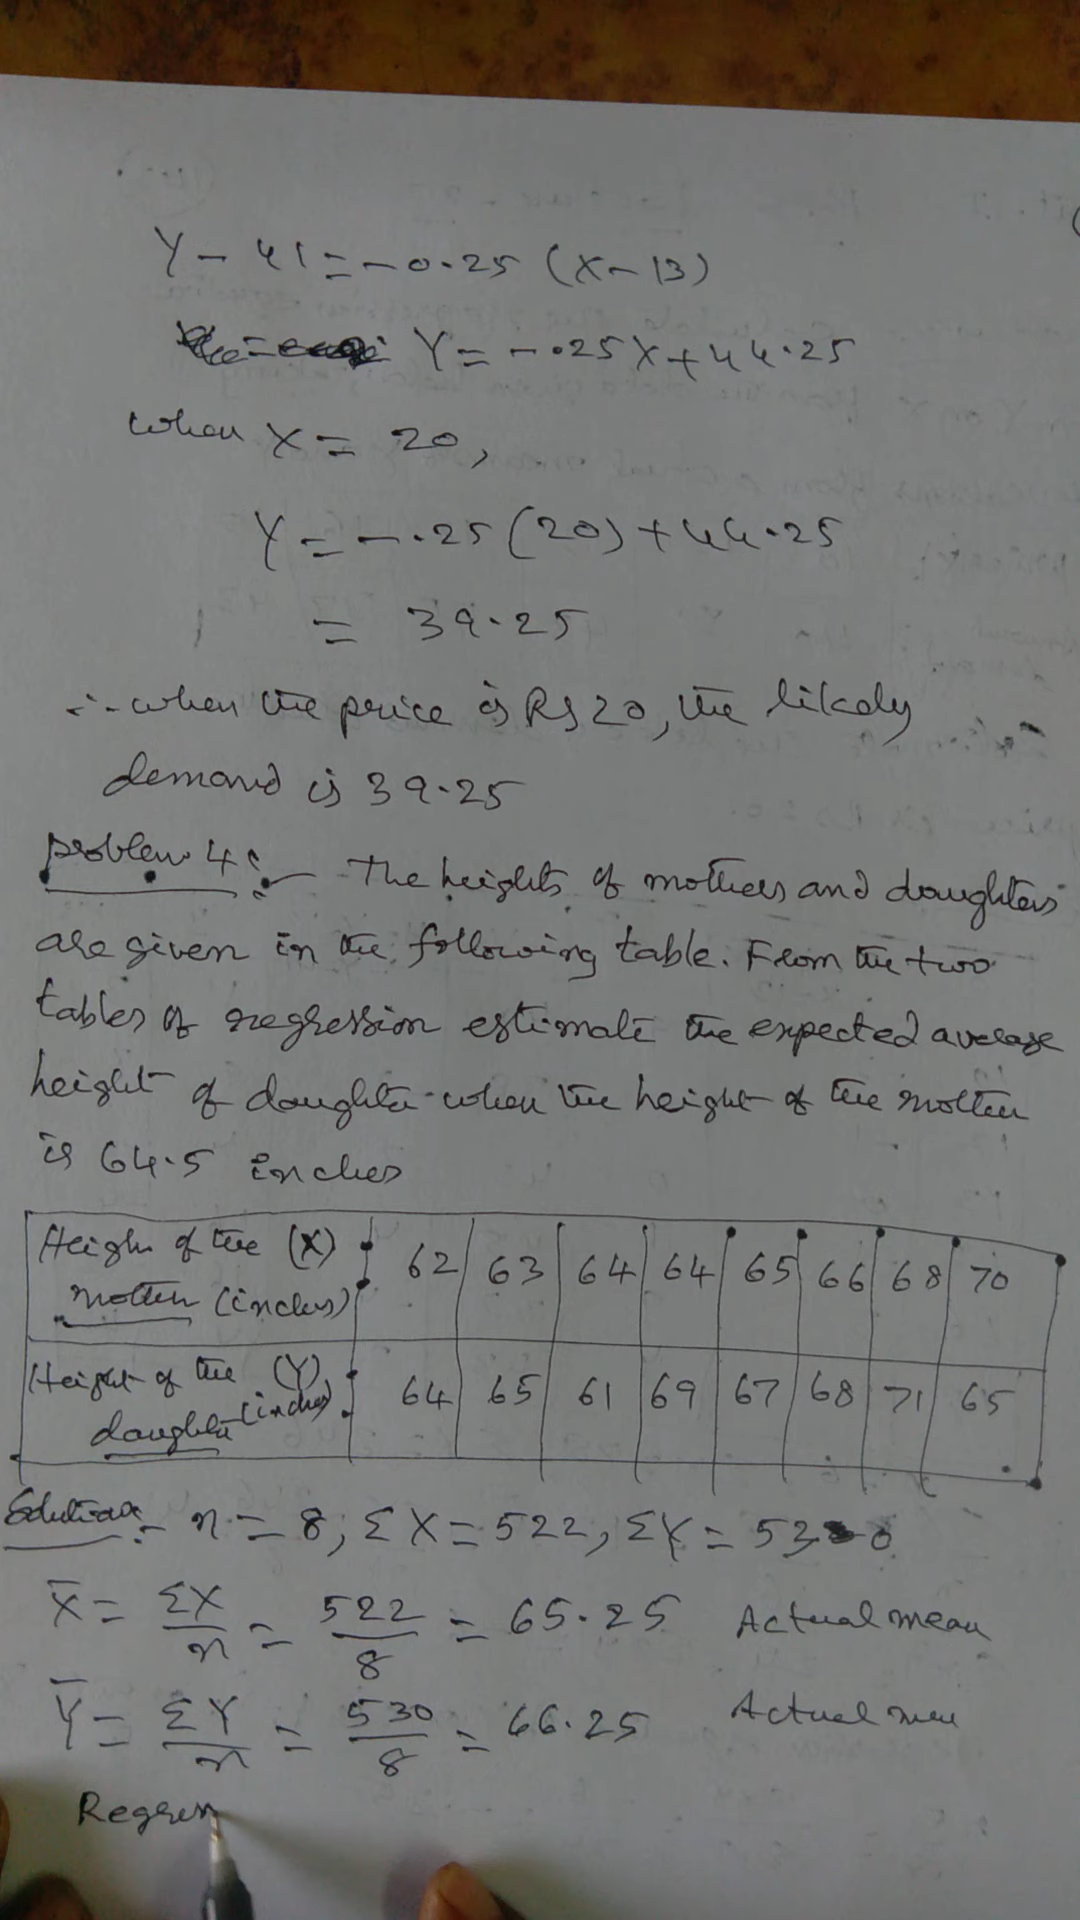 Y - 41 = -0.25 (X - 13)
Y = -.25X + 44.25
when X = 20,
Y = -.25 (20) + 44.25
= 39.25
∴ when the price is Rs 20, the likely
demand is 39.25
problem 4:- The heights of mothers and daughters
are given in the following table. From the two
tables of regression estimate the expected average
height of daughter when the height of the mother
is 64.5 inches
Height of the (X)
mother (inches) 62 63 64 64 65 66 68 70
Height of the (Y)
daughter (inches) 64 65 61 69 67 68 71 65
Solution:- n = 8, ΣX = 522, ΣY = 530
X̄ = ΣX/n = 522/8 = 65.25 Actual mean
Ȳ = ΣY/n = 530/8 = 66.25 Actual
Regress